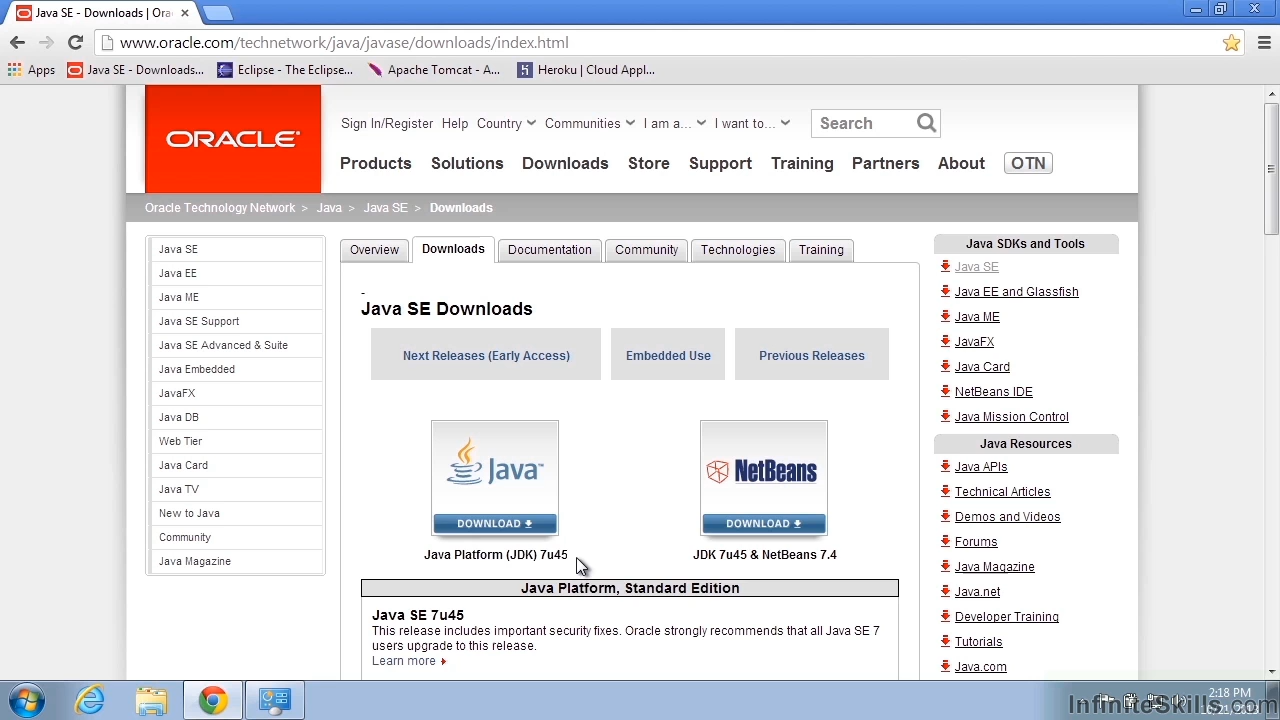 Java SE - Downloads | Ora
www.oracle.com/technetwork/java/javase/downloads/index.html
Apps Java SE - Downloads... Eclipse - The Eclipse... Apache Tomcat - A... Heroku | Cloud Appl...
ORACLE
Sign In/Register Help Country Communities I am a... I want to... Search
Products Solutions Downloads Store Support Training Partners About OTN
Oracle Technology Network > Java > Java SE > Downloads
Java SE
Java EE
Java ME
Java SE Support
Java SE Advanced & Suite
Java Embedded
JavaFX
Java DB
Web Tier
Java Card
Java TV
New to Java
Community
Java Magazine
Overview Downloads Documentation Community Technologies Training
-
Java SE Downloads
Next Releases (Early Access) Embedded Use Previous Releases
Java NetBeans
DOWNLOAD DOWNLOAD
Java Platform (JDK) 7u45 JDK 7u45 & NetBeans 7.4
Java Platform, Standard Edition
Java SE 7u45
This release includes important security fixes. Oracle strongly recommends that all Java SE 7
users upgrade to this release.
Learn more
Java SDKs and Tools
Java SE
Java EE and Glassfish
Java ME
JavaFX
Java Card
NetBeans IDE
Java Mission Control
Java Resources
Java APIs
Technical Articles
Demos and Videos
Forums
Java Magazine
Java.net
Developer Training
Tutorials
Java.com
2:18 PM
InfiniteSkills.com